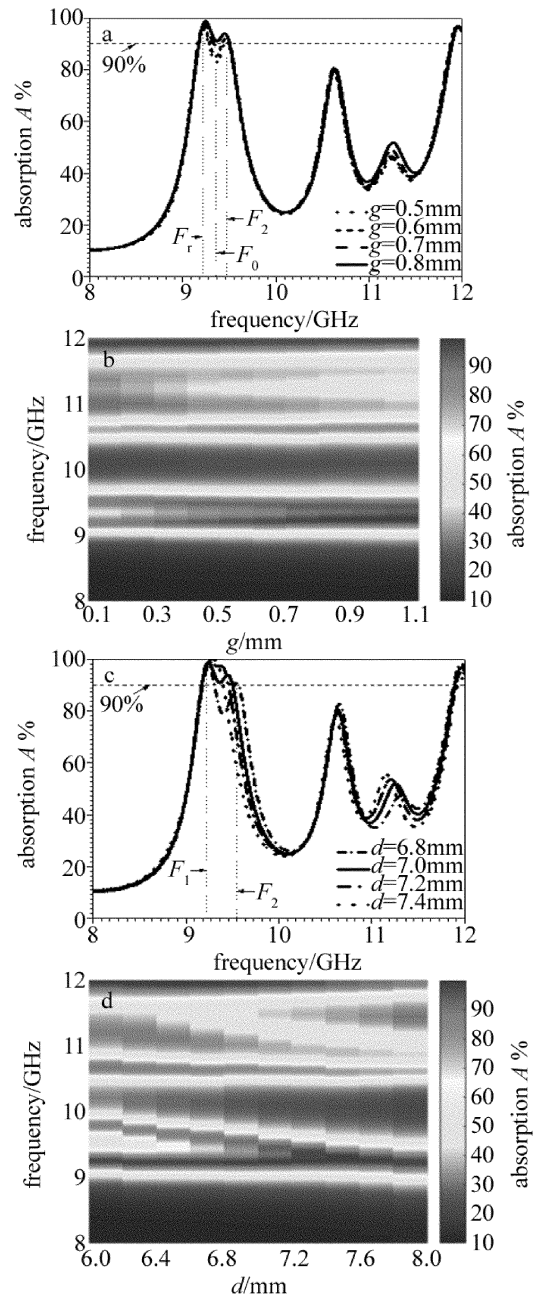 100
a
90%
80
60
40
20
0
absorption A %
F_r
F_0
F_2
g=0.5mm
g=0.6mm
g=0.7mm
g=0.8mm
8 9 10 11 12
frequency/GHz
12
b
11
10
9
8
frequency/GHz
0.1 0.3 0.5 0.7 0.9 1.1
g/mm
90
80
70
60
50
40
30
20
10
absorption A %
100
c
90%
80
60
40
20
0
absorption A %
F_1
F_2
d=6.8mm
d=7.0mm
d=7.2mm
d=7.4mm
8 9 10 11 12
frequency/GHz
12
d
11
10
9
8
frequency/GHz
6.0 6.4 6.8 7.2 7.6 8.0
d/mm
90
80
70
60
50
40
30
20
10
absorption A %